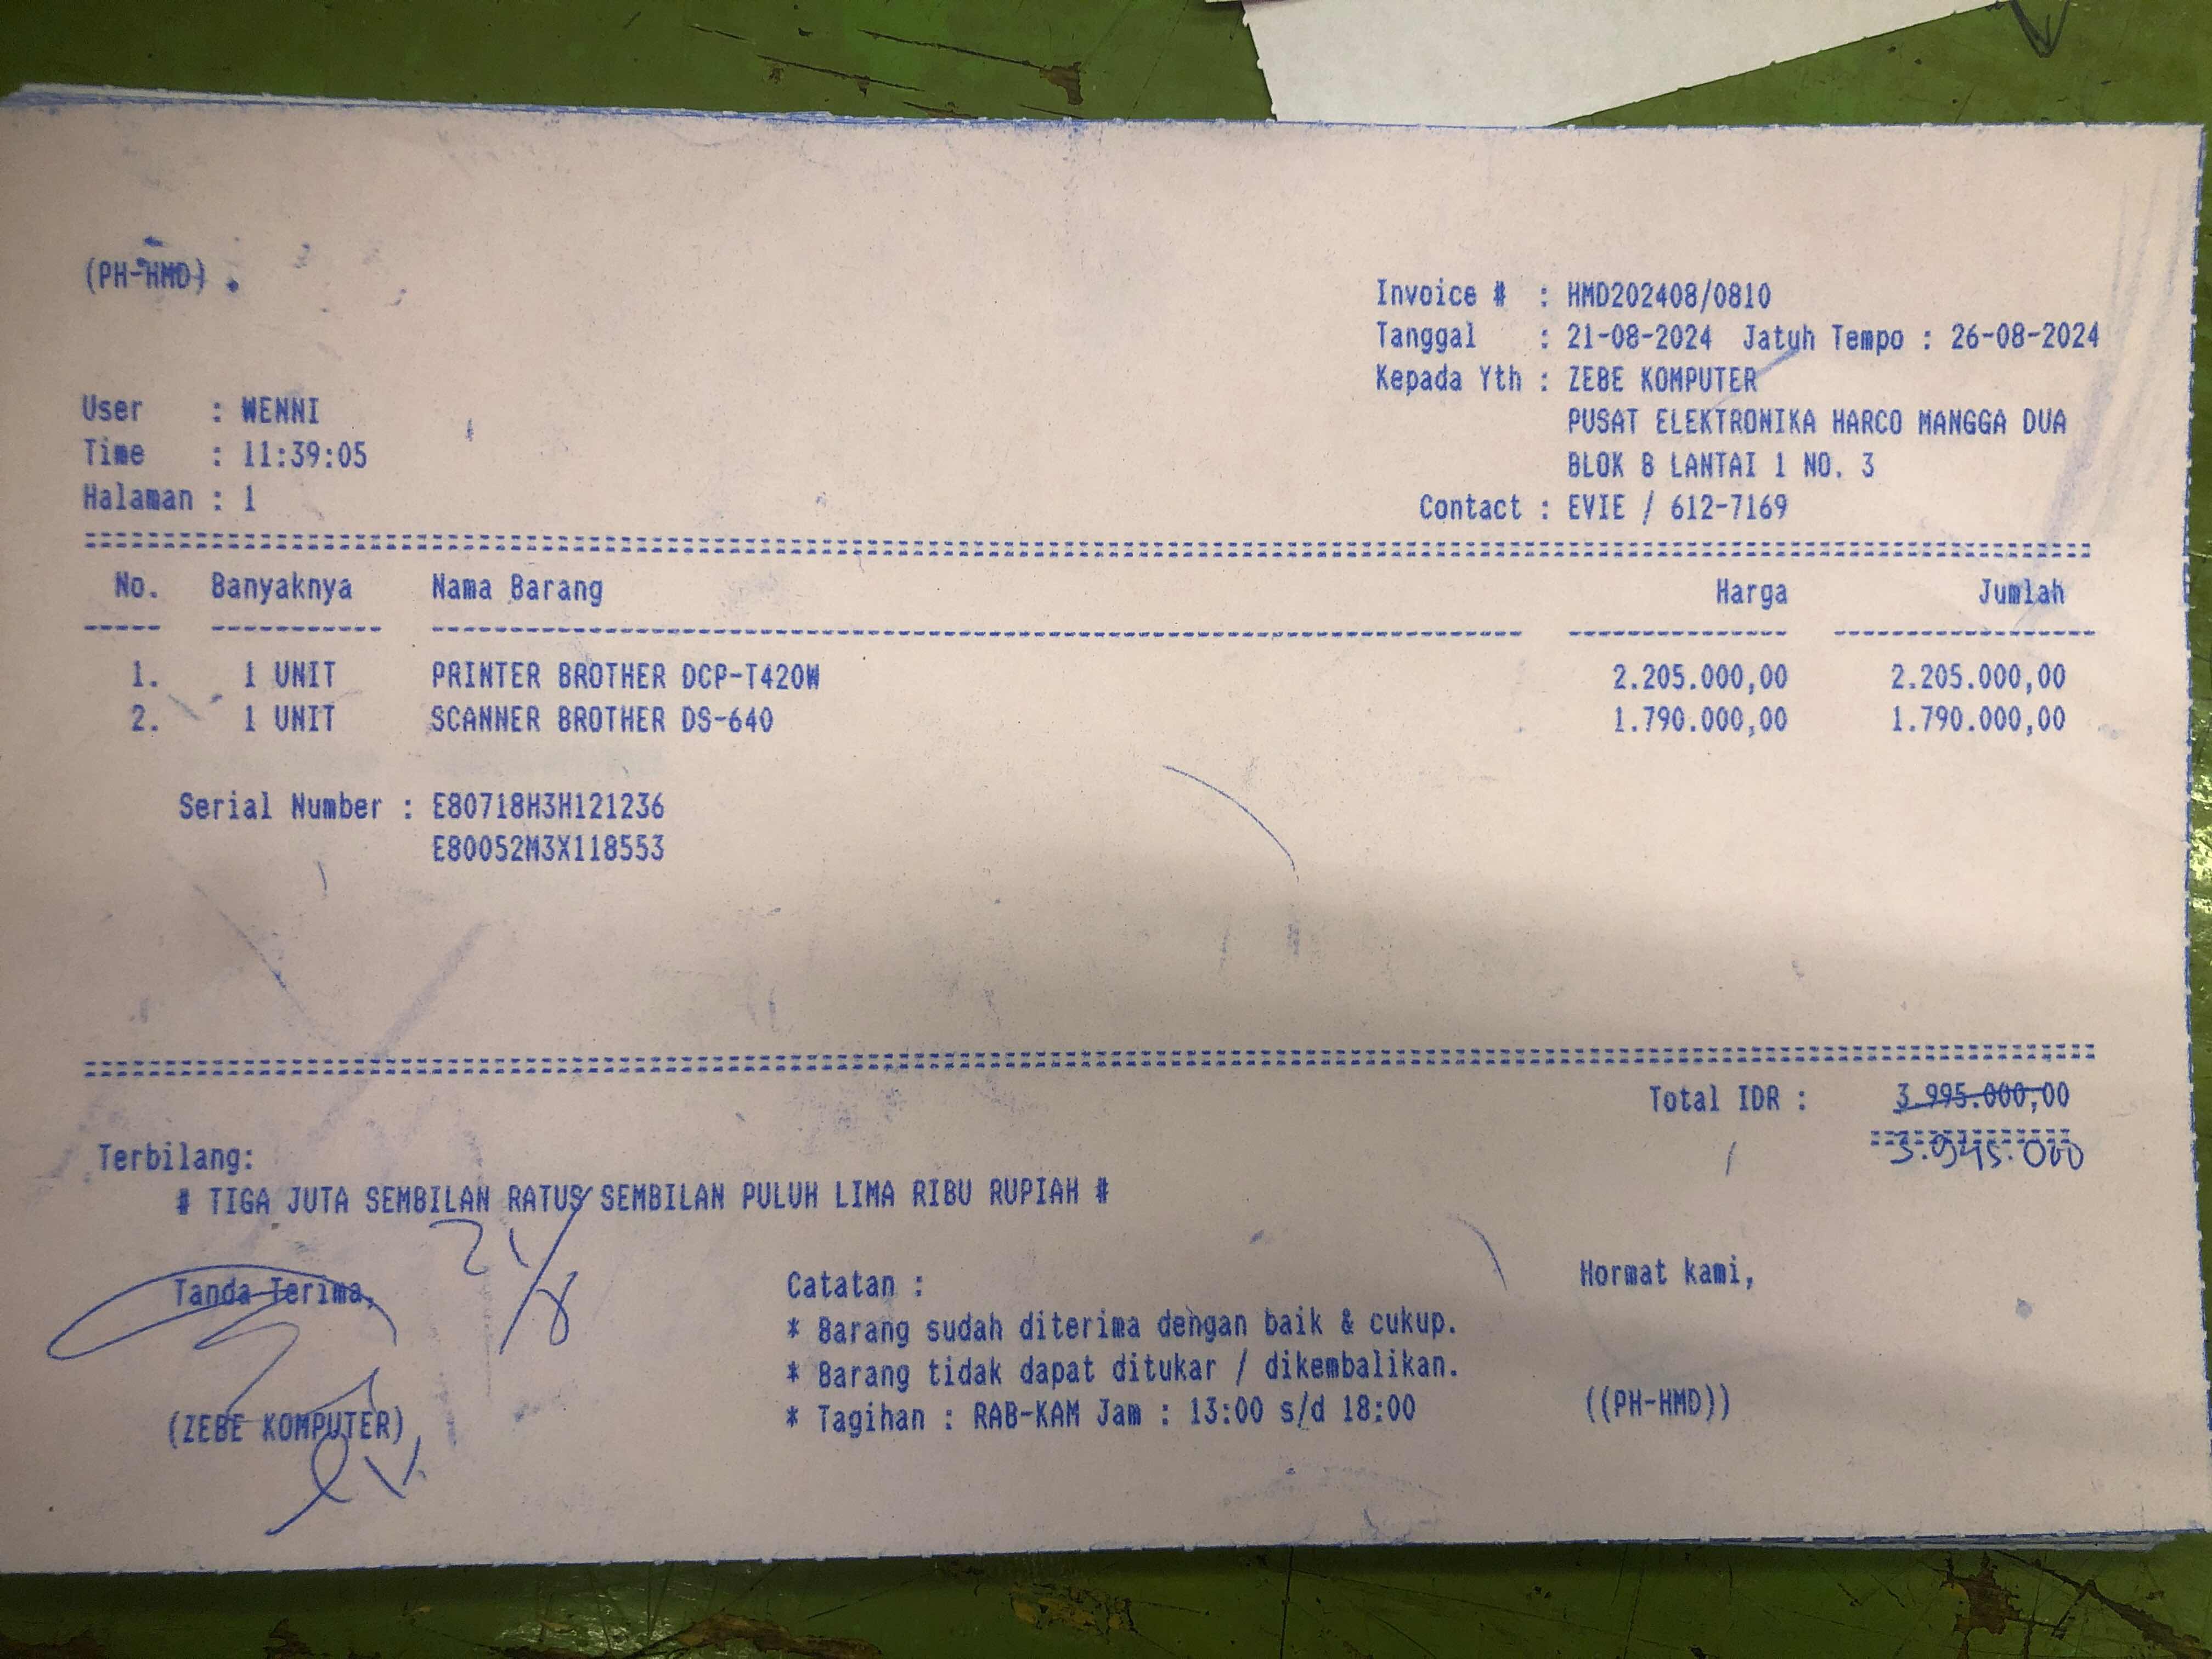 (PH-HMD)
Invoice # : HMD202408/0810
Tanggal : 21-08-2024 Jatuh Tempo : 26-08-2024
Kepada Yth : ZEBE KOMPUTER
PUSAT ELEKTRONIKA HARCO MANGGA DUA
BLOK B LANTAI 1 NO. 3
Contact : EVIE / 612-7169
User : WENNI
Time : 11:39:05
Halaman : 1
No. Banyaknya Nama Barang Harga Jumlah
1. 1 UNIT PRINTER BROTHER DCP-T420W 2.205.000,00 2.205.000,00
2. 1 UNIT SCANNER BROTHER DS-640 1.790.000,00 1.790.000,00
Serial Number : E80718H3H121236
E80052M3X118553
Total IDR : 3.995.000,00
3.945.000
Terbilang:
# TIGA JUTA SEMBILAN RATUS SEMBILAN PULUH LIMA RIBU RUPIAH #
21/8
Tanda Terima,
(ZEBE KOMPUTER)
Catatan :
* Barang sudah diterima dengan baik & cukup.
* Barang tidak dapat ditukar / dikembalikan.
* Tagihan : RAB-KAM Jam : 13:00 s/d 18:00
Hormat kami,
((PH-HMD))